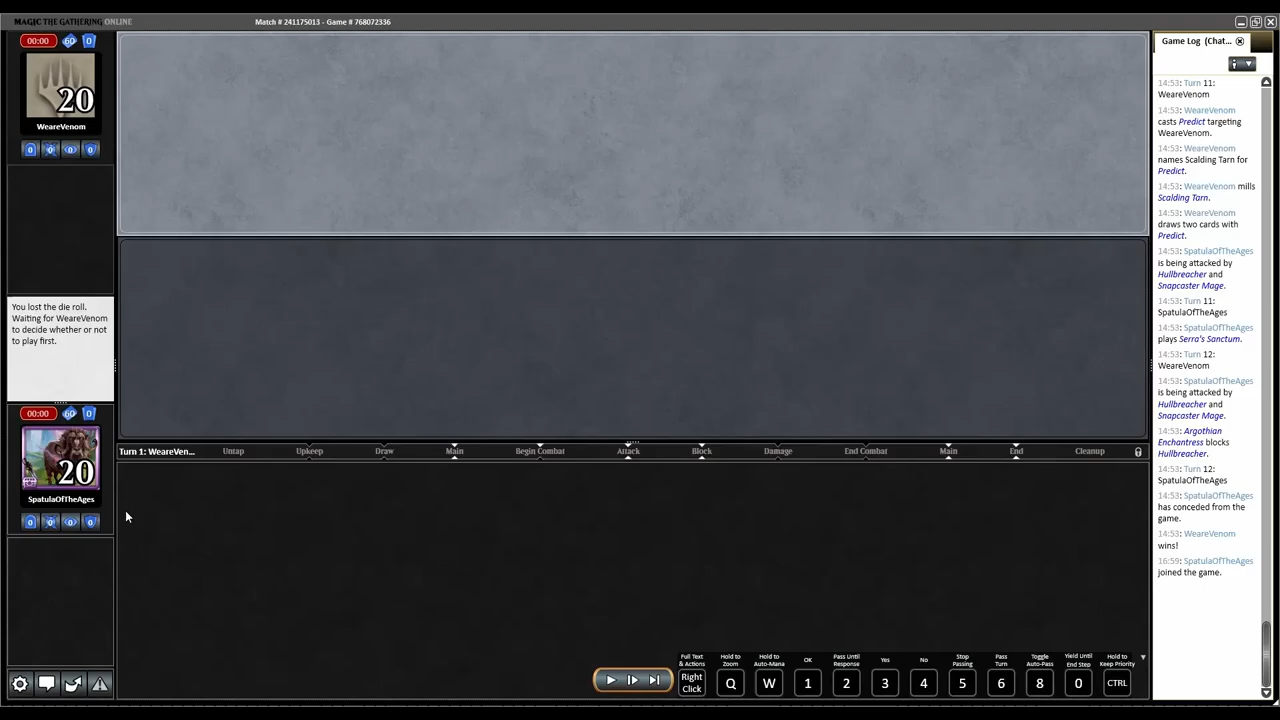 MAGIC THE GATHERING ONLINE
Match # 241175013 - Game # 768072336
00:00 60 0
20
WeareVenom
0 0 0 0
You lost the die roll.
Waiting for WeareVenom
to decide whether or not
to play first.
00:00 60 0
20
SpatulaOfTheAges
0 0 0 0
Turn 1: WeareVen...
Untap
Upkeep
Draw
Main
Begin Combat
Attack
Block
Damage
End Combat
Main
End
Cleanup
Full Text
& Actions
Right
Click
Hold to
Zoom
Q
Hold to
Auto-Mana
W
OK
1
Pass Until
Response
2
Yes
3
No
4
Stop
Passing
5
Pass
Turn
6
Toggle
Auto-Pass
8
Yield Until
End Step
0
Hold to
Keep Priority
CTRL
Game Log (Chat...
14:53: Turn 11:
WeareVenom
14:53: WeareVenom
casts Predict targeting
WeareVenom.
14:53: WeareVenom
names Scalding Tarn for
Predict.
14:53: WeareVenom mills
Scalding Tarn.
14:53: WeareVenom
draws two cards with
Predict.
14:53: SpatulaOfTheAges
is being attacked by
Hullbreacher and
Snapcaster Mage.
14:53: Turn 11:
SpatulaOfTheAges
14:53: SpatulaOfTheAges
plays Serra's Sanctum.
14:53: Turn 12:
WeareVenom
14:53: SpatulaOfTheAges
is being attacked by
Hullbreacher and
Snapcaster Mage.
14:53: Argothian
Enchantress blocks
Hullbreacher.
14:53: Turn 12:
SpatulaOfTheAges
14:53: SpatulaOfTheAges
has conceded from the
game.
14:53: WeareVenom
wins!
16:59: SpatulaOfTheAges
joined the game.